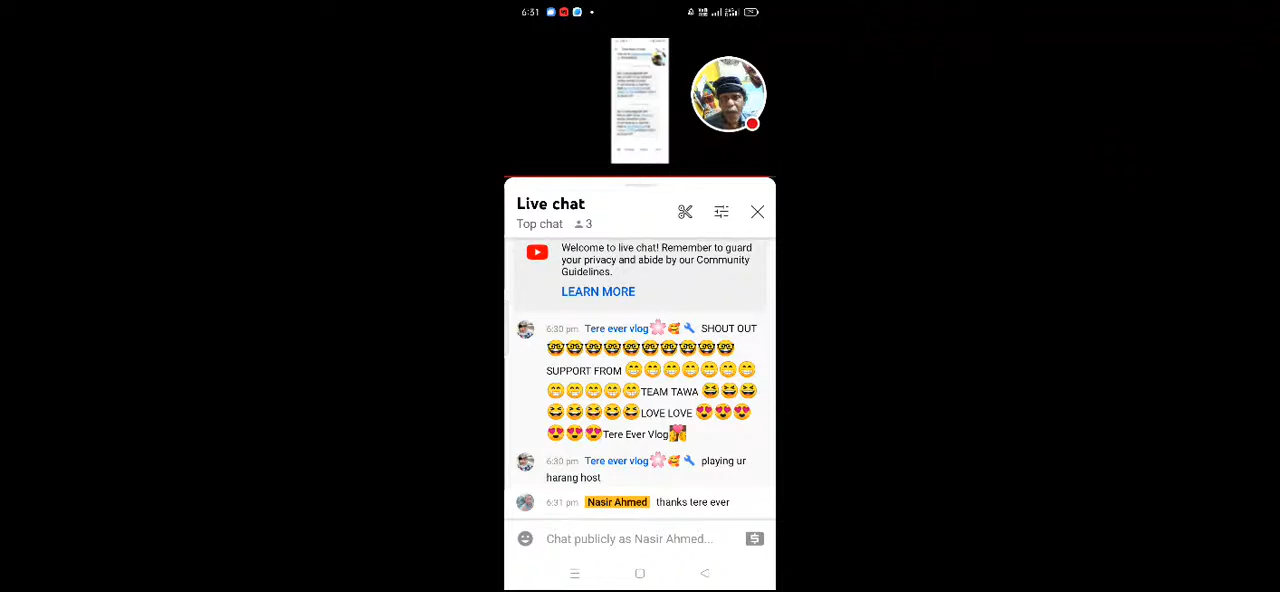 6:31
Live chat
Top chat 3
Welcome to live chat! Remember to guard
your privacy and abide by our Community
Guidelines.
LEARN MORE
6:30 pm Tere ever vlog🌸🥰🔧 SHOUT OUT
🤓🤓🤓🤓🤓🤓🤓🤓🤓🤓
SUPPORT FROM 😁😁😁😁😁😁😁
😁😁😁😁😁TEAM TAWA 😆😆😆
😆😆😆😆😆LOVE LOVE 😍😍😍
😍😍😍Tere Ever Vlog
6:30 pm Tere ever vlog🌸🥰🔧 playing ur
harang host
6:31 pm Nasir Ahmed thanks tere ever
Chat publicly as Nasir Ahmed...